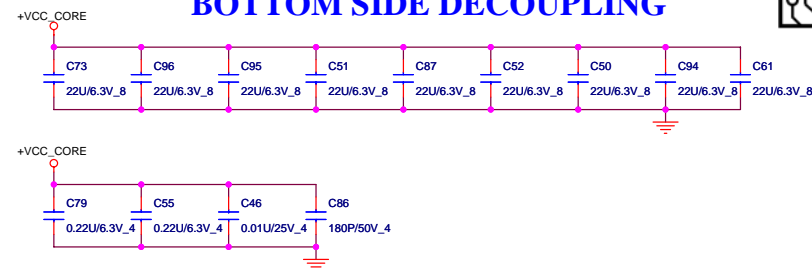 BOTTOM SIDE DECOUPLING
+VCC_CORE
C73 C96 C95 C51 C87 C52 C50 C94 C61
22U/6.3V_8 22U/6.3V_8 22U/6.3V_8 22U/6.3V_8 22U/6.3V_8 22U/6.3V_8 22U/6.3V_8 22U/6.3V_8 22U/6.3V_8
+VCC_CORE
C79 C55 C46 C86
0.22U/6.3V_4 0.22U/6.3V_4 0.01U/25V_4 180P/50V_4